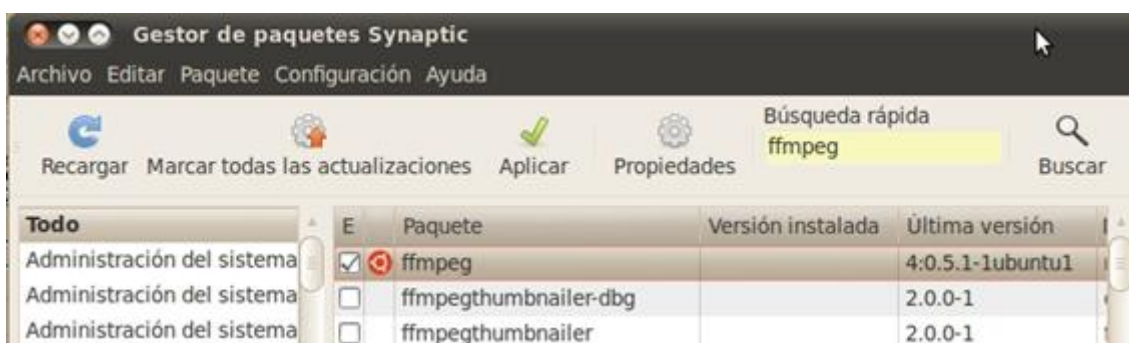 Gestor de paquetes Synaptic
Archivo Editar Paquete Configuración Ayuda
Búsqueda rápida
ffmpeg
Recargar Marcar todas las actualizaciones Aplicar Propiedades Buscar
Todo E Paquete Versión instalada Última versión
Administración del sistema ffmpeg 4:0.5.1-1ubuntu1
Administración del sistema ffmpegthumbnailer-dbg 2.0.0-1
Administración del sistema ffmpegthumbnailer 2.0.0-1